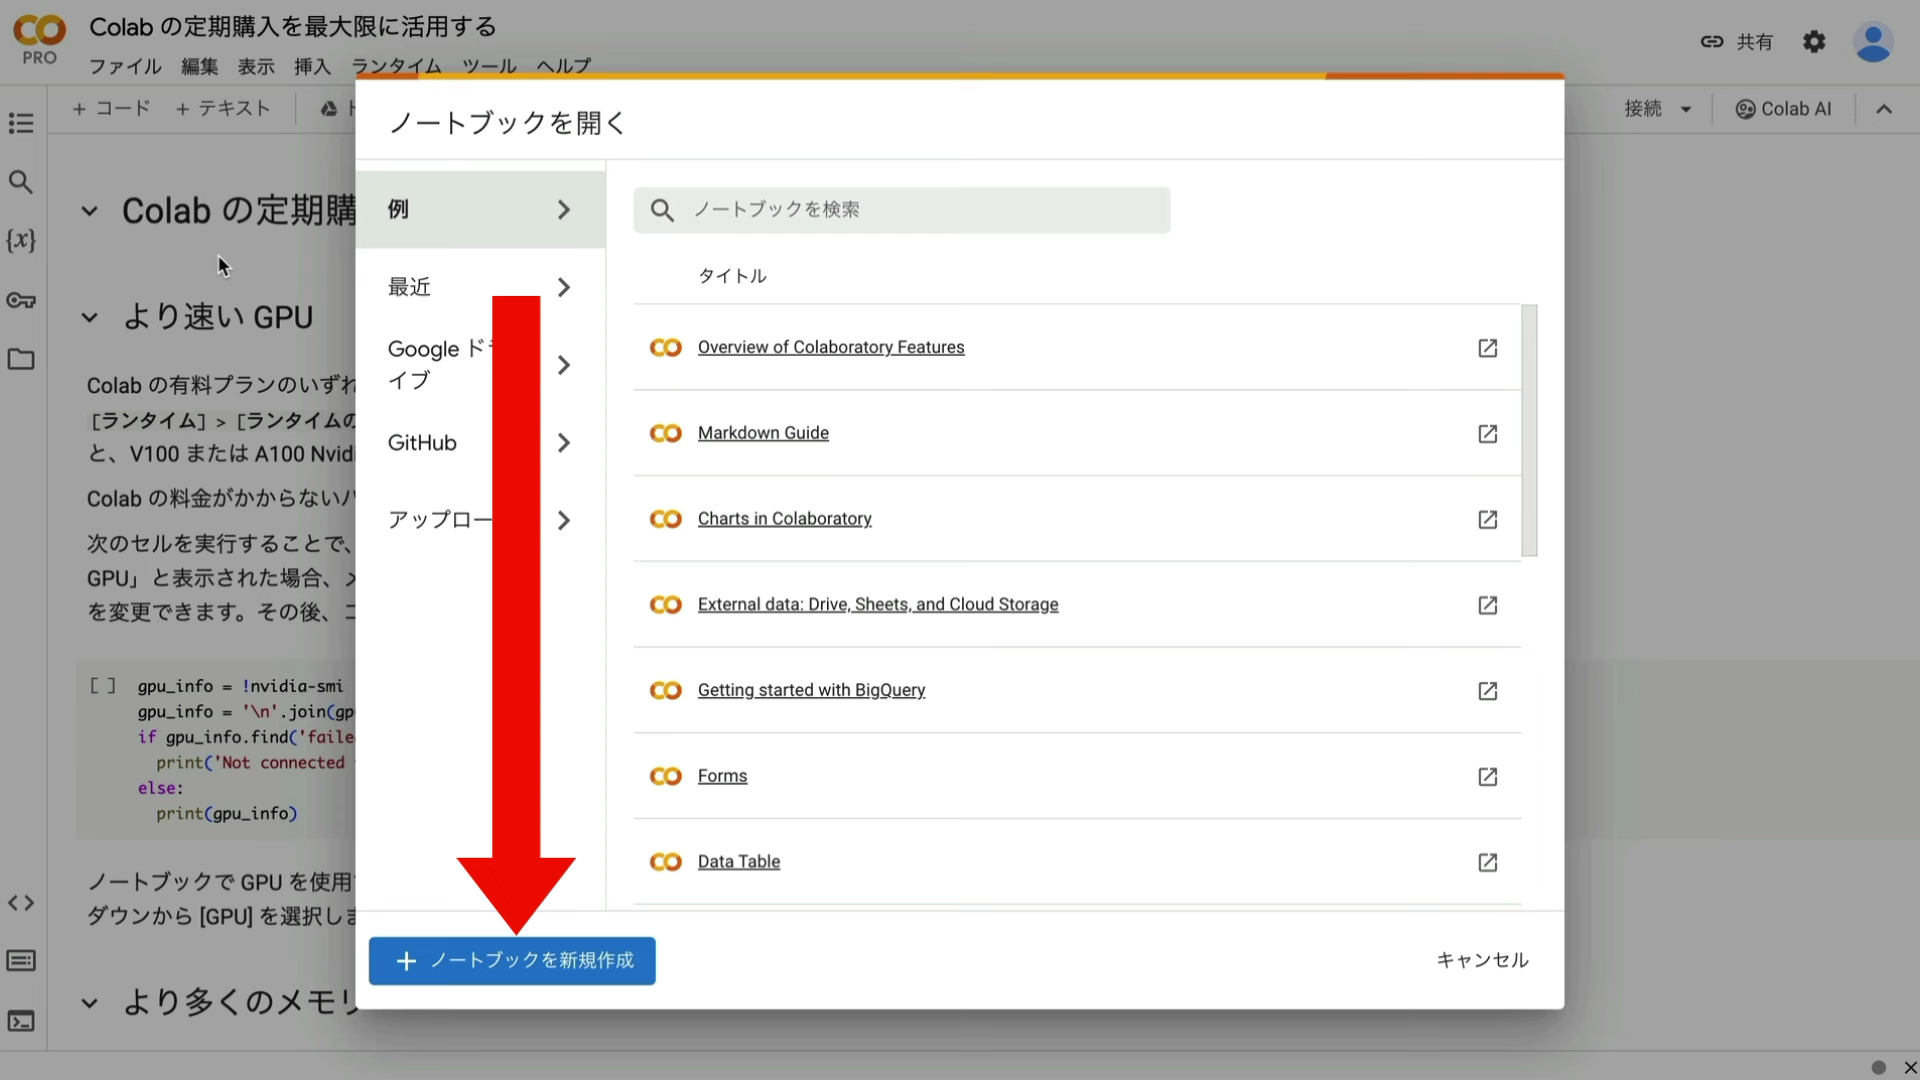 CO
PRO
Colab の定期購入を最大限に活用する
ファイル 編集 表示 挿入 ランタイム ツール ヘルプ
共有
+ コード + テキスト
接続
Colab AI
Colab の定期購
より速い GPU
Colab の有料プランのいずれ
[ランタイム] > [ランタイムの
と、V100 または A100 Nvidi
Colab の料金がかからないバ
次のセルを実行することで、
GPU」と表示された場合、メ
を変更できます。その後、コ
[ ] gpu_info = !nvidia-smi
gpu_info = '\n'.join(gp
if gpu_info.find('faile
print('Not connected
else:
print(gpu_info)
ノートブックで GPU を使用
ダウンから [GPU] を選択しま
より多くのメモリ
ノートブックを開く
例
最近
Google ドラ
イブ
GitHub
アップロー
ノートブックを検索
タイトル
Overview of Colaboratory Features
Markdown Guide
Charts in Colaboratory
External data: Drive, Sheets, and Cloud Storage
Getting started with BigQuery
Forms
Data Table
+ ノートブックを新規作成
キャンセル